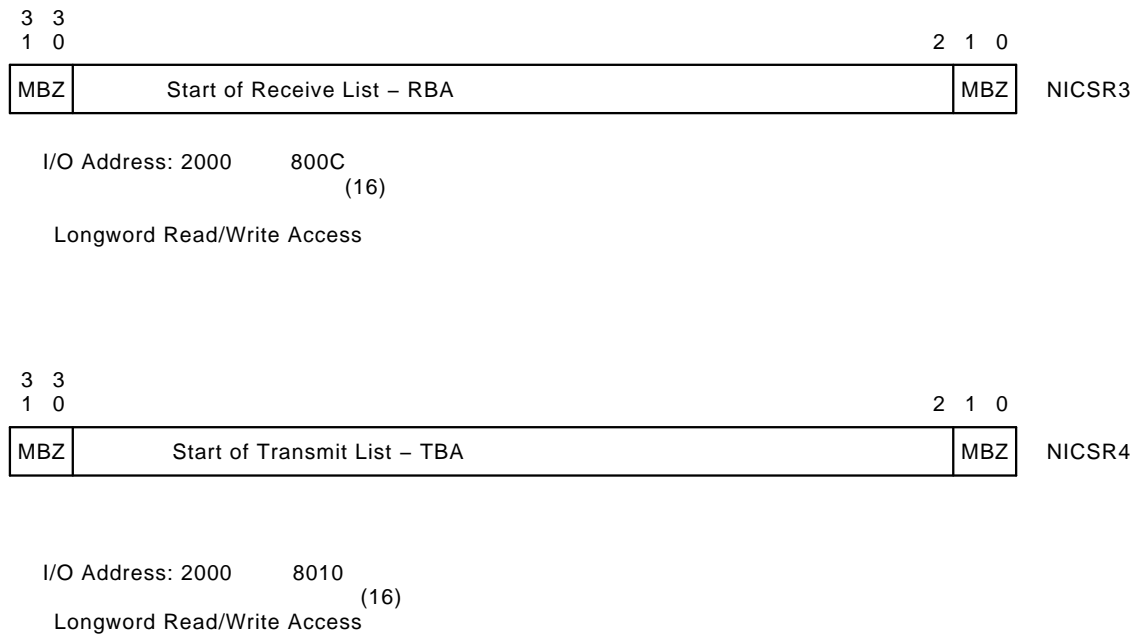 3 3
1 0 2 1 0
MBZ Start of Receive List – RBA MBZ NICSR3
I/O Address: 2000 800C
(16)
Longword Read/Write Access
3 3
1 0 2 1 0
MBZ Start of Transmit List – TBA MBZ NICSR4
I/O Address: 2000 8010
(16)
Longword Read/Write Access